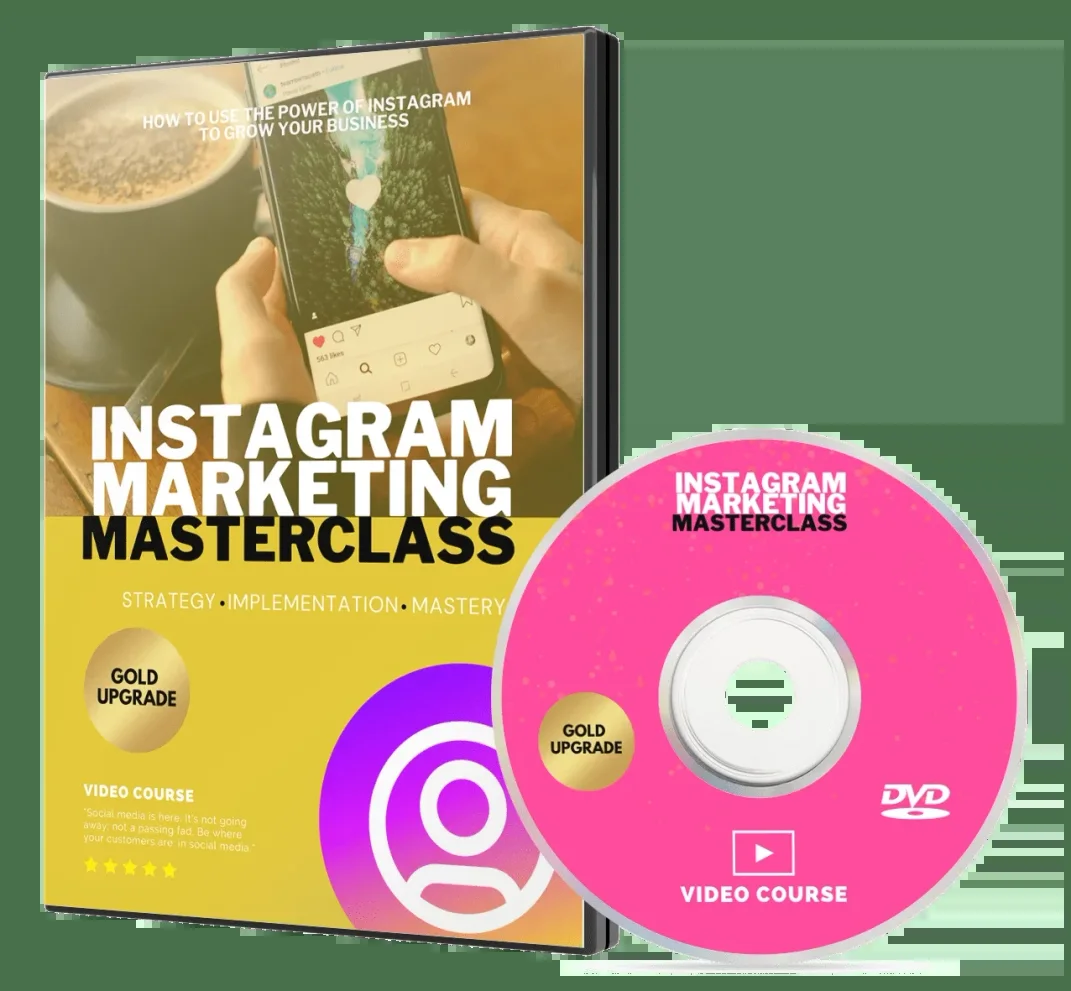 HOW TO USE THE POWER OF INSTAGRAM
TO GROW YOUR BUSINESS
563 likes
INSTAGRAM
MARKETING
MASTERCLASS
STRATEGY•IMPLEMENTATION•MASTERY
GOLD
UPGRADE
VIDEO COURSE
"Social media is here. It's not going
away; not a passing fad. Be where
your customers are: in social media."
INSTAGRAM
MARKETING
MASTERCLASS
GOLD
UPGRADE
DVD
VIDEO COURSE